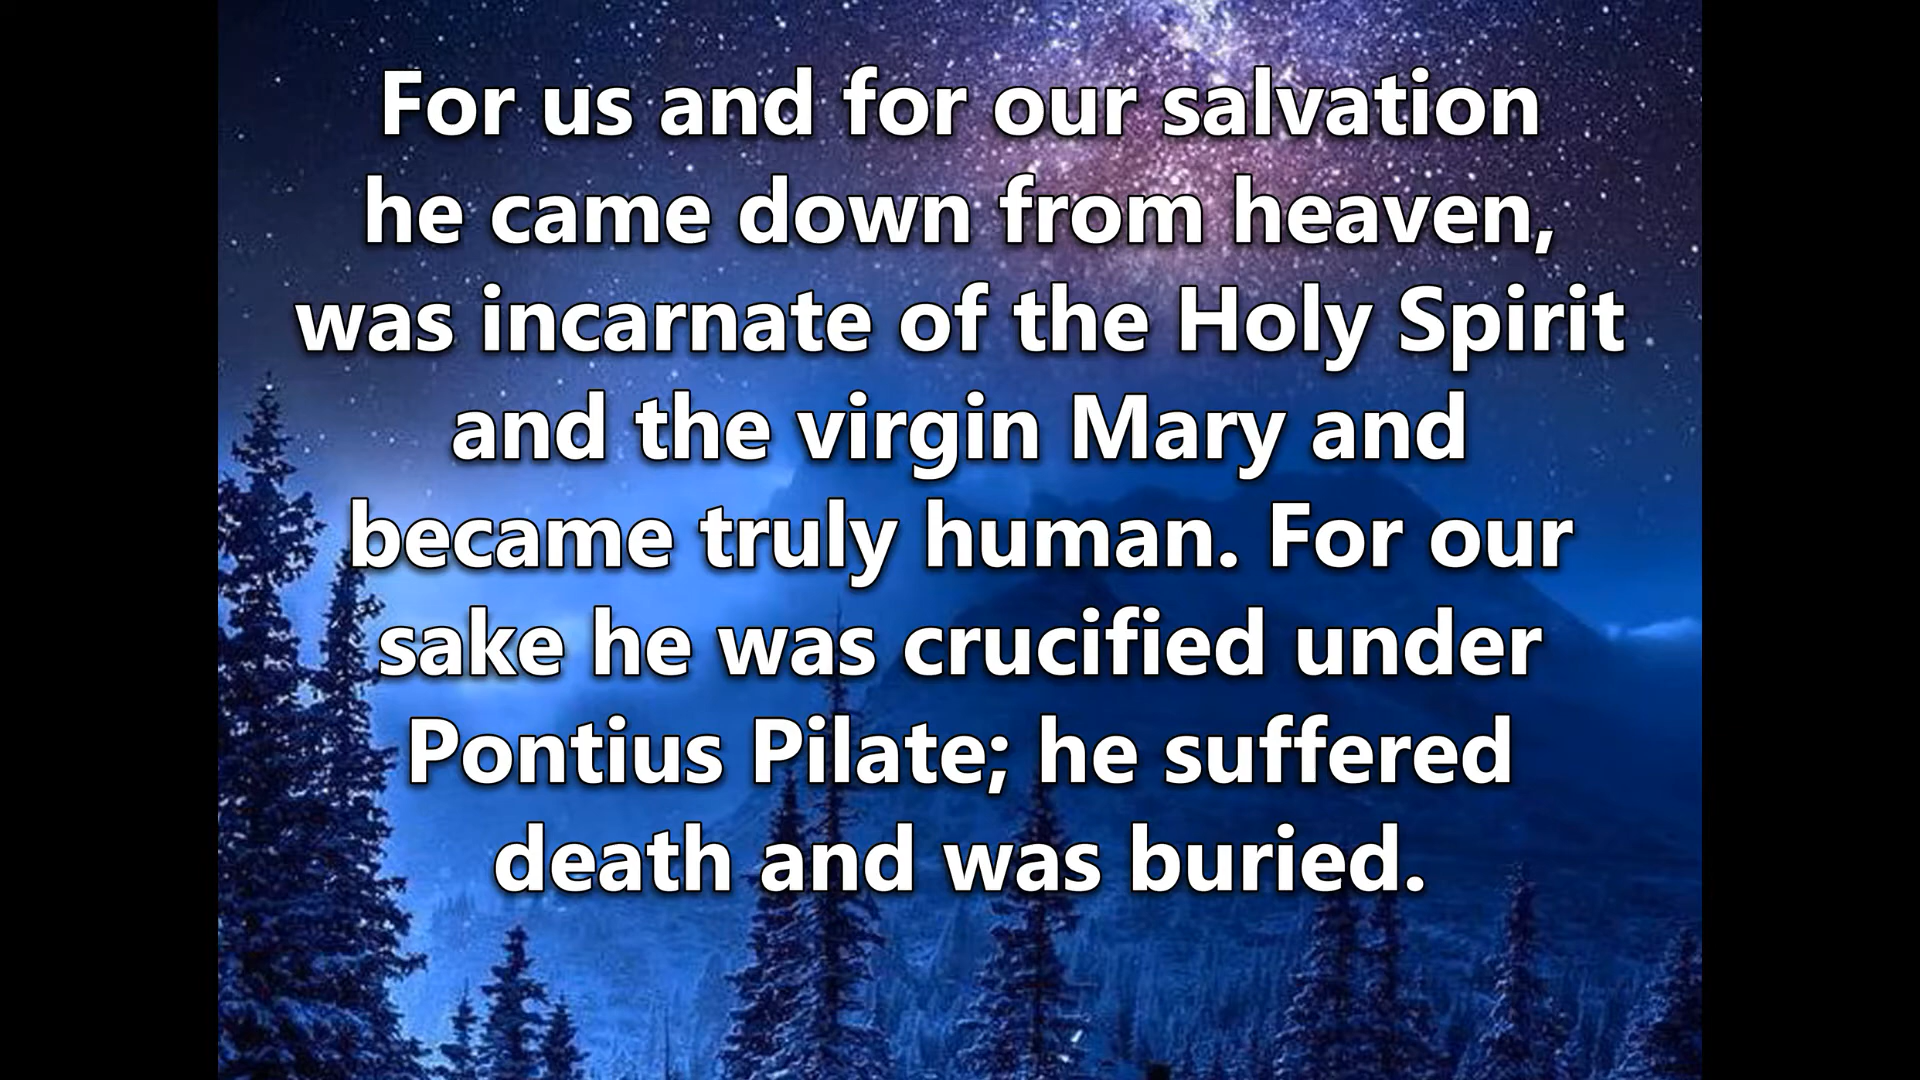 For us and for our salvation
he came down from heaven,
was incarnate of the Holy Spirit
and the virgin Mary and
became truly human. For our
sake he was crucified under
Pontius Pilate; he suffered
death and was buried.